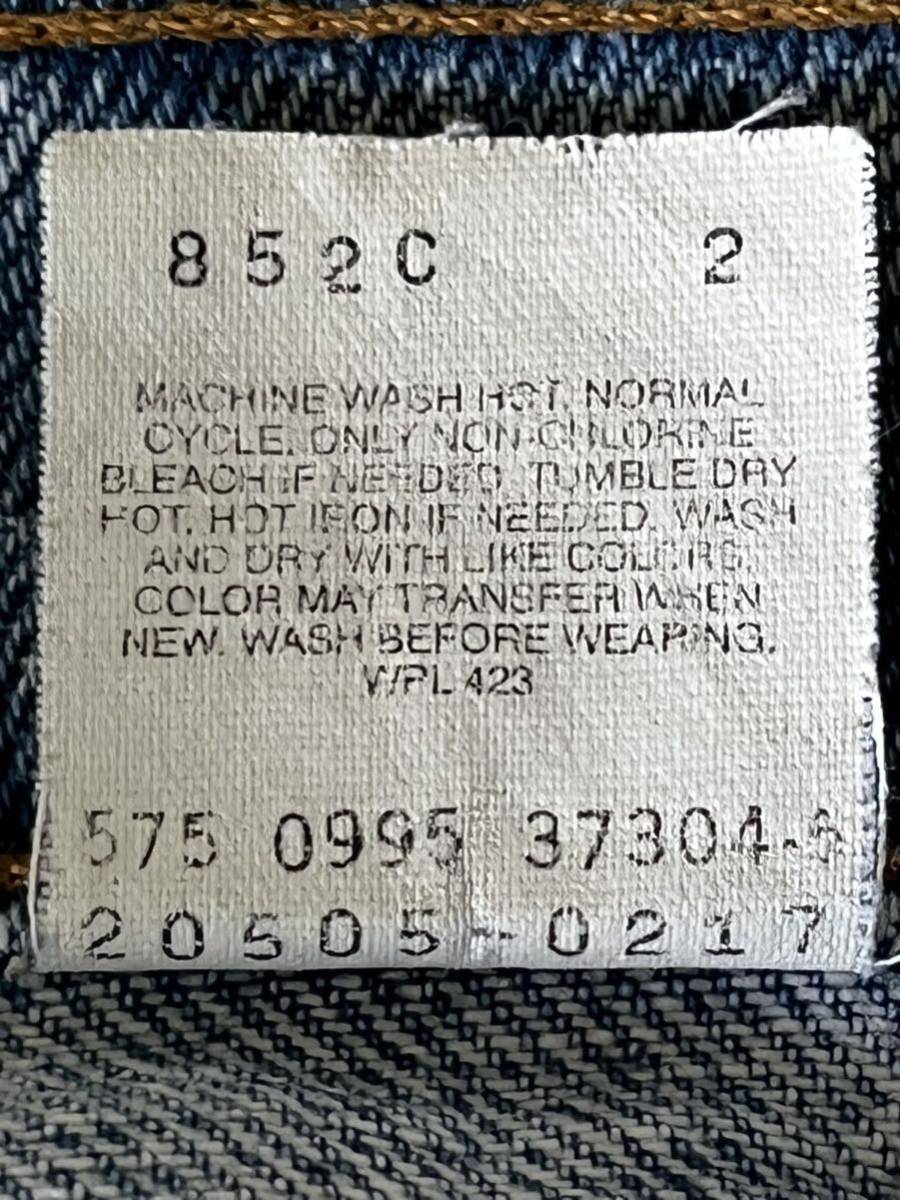 852C 2
MACHINE WASH HOT, NORMAL
CYCLE. ONLY NON-CHLORINE
BLEACH IF NEEDED. TUMBLE DRY
HOT. HOT IRON IF NEEDED. WASH
AND DRY WITH LIKE COLORS.
COLOR MAY TRANSFER WHEN
NEW. WASH BEFORE WEARING.
WPL 423
575 0995 37304-5
20505-0217